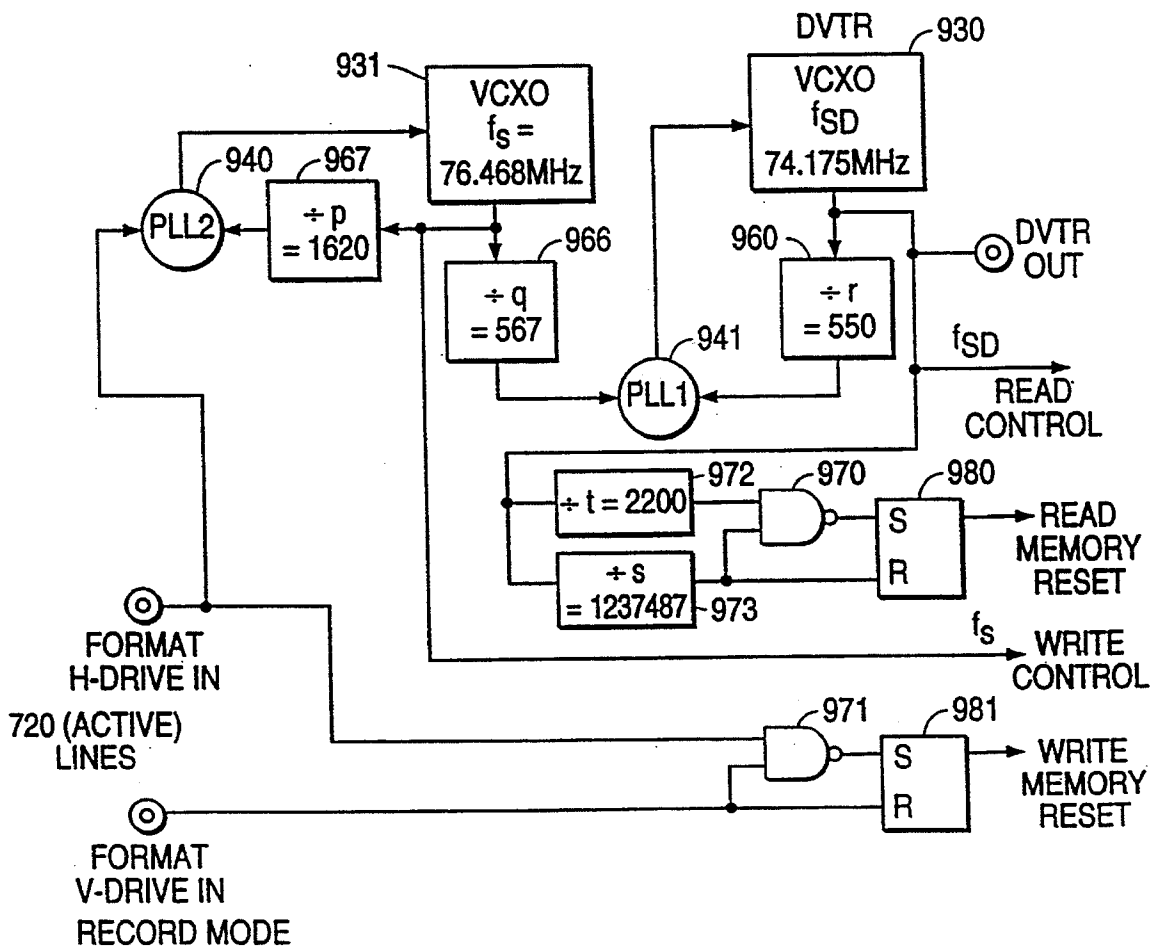 DVTR
931
VCXO
fS =
76.468MHz
930
VCXO
fSD
74.175MHz
940
967
PLL2
÷ p
= 1620
966
÷ q
= 567
960
÷ r
= 550
DVTR
OUT
941
PLL1
fSD
READ
CONTROL
972
÷ t = 2200
970
980
S
R
READ
MEMORY
RESET
÷ s
= 1237487
973
fS
WRITE
CONTROL
FORMAT
H-DRIVE IN
720 (ACTIVE)
LINES
971
981
S
R
WRITE
MEMORY
RESET
FORMAT
V-DRIVE IN
RECORD MODE